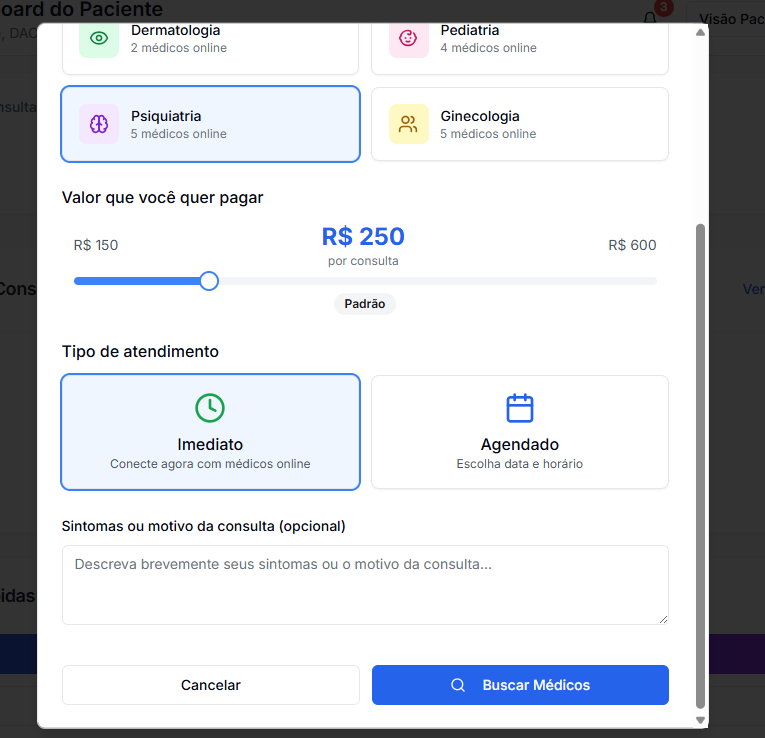 oard do Paciente
3
Visão Pac
, DAC
Dermatologia
2 médicos online
Pediatria
4 médicos online
nsulta
Psiquiatria
5 médicos online
Ginecologia
5 médicos online
Valor que você quer pagar
R$ 150
R$ 250
por consulta
R$ 600
Padrão
Cons
Ver
Tipo de atendimento
Imediato
Conecte agora com médicos online
Agendado
Escolha data e horário
Sintomas ou motivo da consulta (opcional)
Descreva brevemente seus sintomas ou o motivo da consulta...
idas
Cancelar
Buscar Médicos